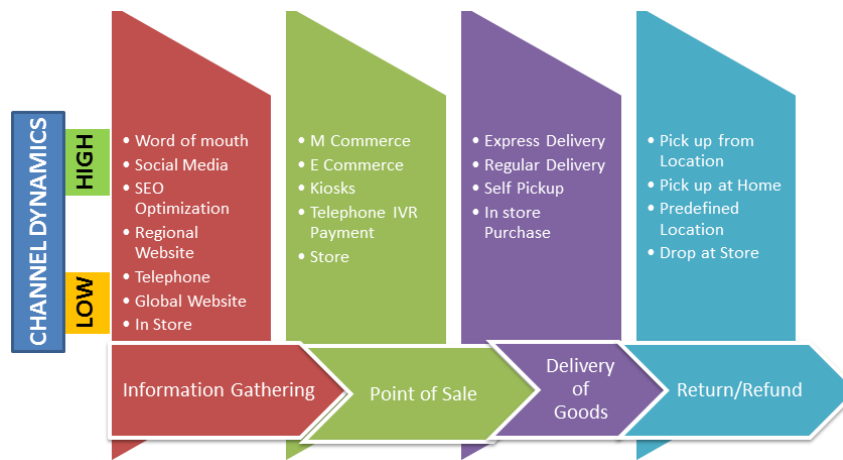 CHANNEL DYNAMICS
HIGH
LOW
• Word of mouth
• Social Media
• SEO
Optimization
• Regional
Website
• Telephone
• Global Website
• In Store
• M Commerce
• E Commerce
• Kiosks
• Telephone IVR
Payment
• Store
• Express Delivery
• Regular Delivery
• Self Pickup
• In store
Purchase
• Pick up from
Location
• Pick up at Home
• Predefined
Location
• Drop at Store
Information Gathering
Point of Sale
Delivery
of
Goods
Return/Refund